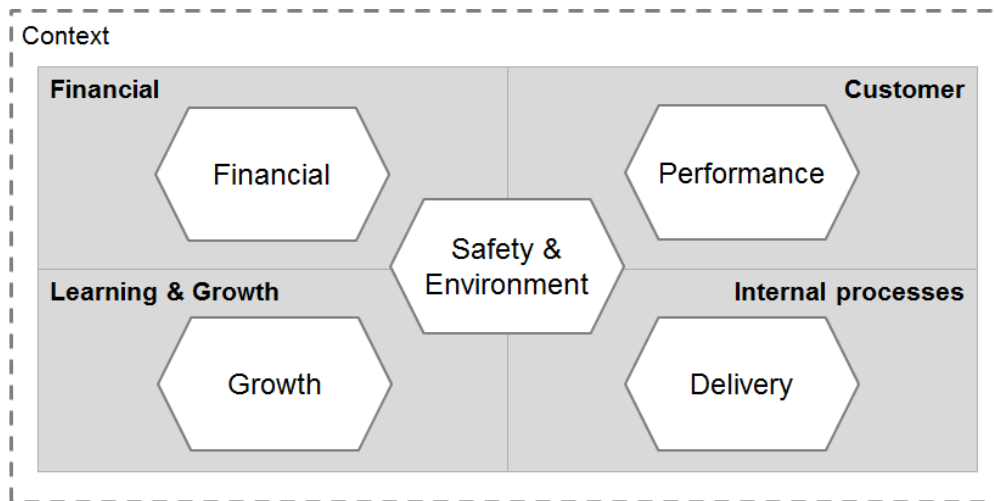 Context
Financial
Customer
Financial
Performance
Safety &
Environment
Learning & Growth
Internal processes
Growth
Delivery